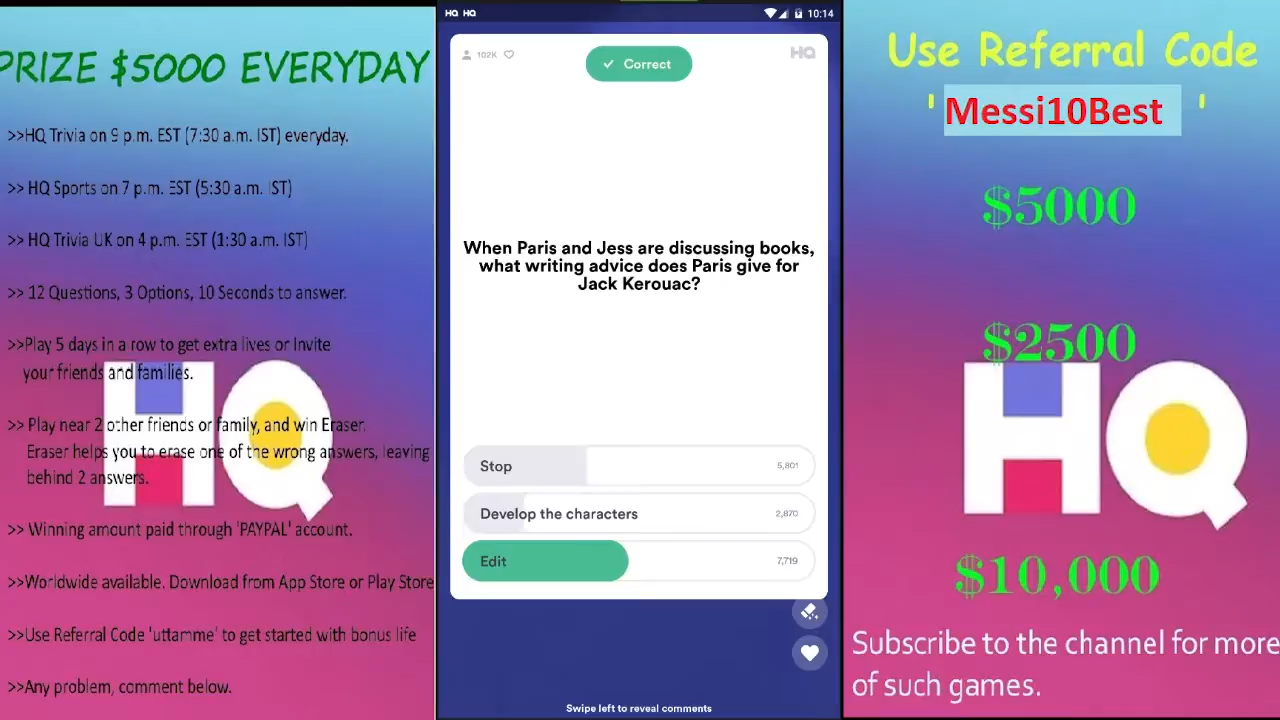 PRIZE $5000 EVERYDAY
>>HQ Trivia on 9 p.m. EST (7:30 a.m. IST) everyday.
>> HQ Sports on 7 p.m. EST (5:30 a.m. IST)
>> HQ Trivia UK on 4 p.m. EST (1:30 a.m. IST)
>> 12 Questions, 3 Options, 10 Seconds to answer.
>>Play 5 days in a row to get extra lives or Invite
your friends and families.
>> Play near 2 other friends or family, and win Eraser.
Eraser helps you to erase one of the wrong answers, leaving
behind 2 answers.
>> Winning amount paid through 'PAYPAL' account.
>>Worldwide available. Download from App Store or Play Store
>>Use Referral Code 'uttamme' to get started with bonus life
>>Any problem, comment below.
HQ
HQ HQ
10:14
102K
Correct
HQ
When Paris and Jess are discussing books,
what writing advice does Paris give for
Jack Kerouac?
Stop 5,801
Develop the characters 2,870
Edit 7,719
Swipe left to reveal comments
Use Referral Code
' Messi10Best '
$5000
$2500
HQ
$10,000
Subscribe to the channel for more
of such games.